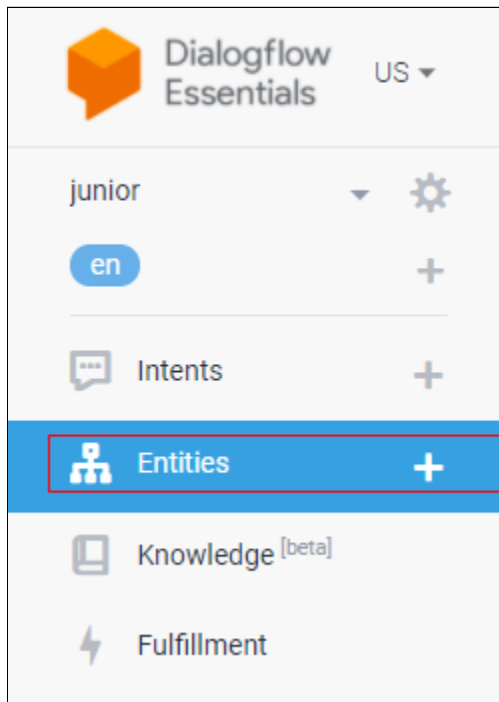 Dialogflow
Essentials
US
junior
en
Intents
Entities
Knowledge [beta]
Fulfillment